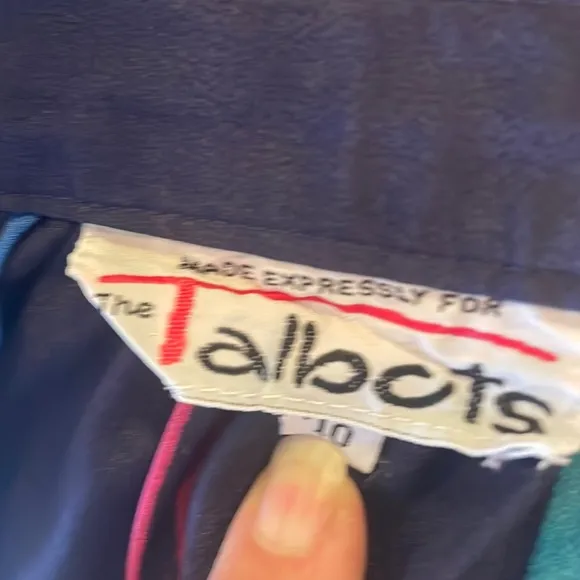 MADE EXPRESSLY FOR
The
Talbots
10